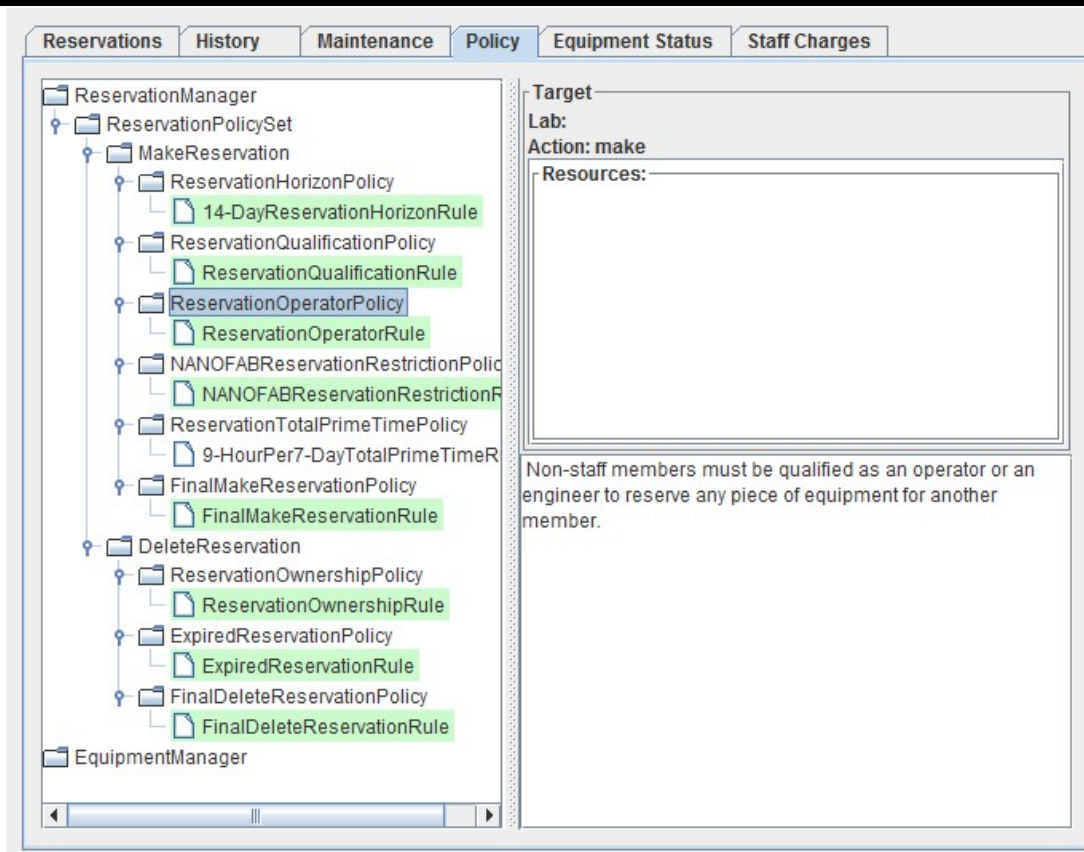 Reservations History Maintenance Policy Equipment Status Staff Charges
ReservationManager
ReservationPolicySet
MakeReservation
ReservationHorizonPolicy
14-DayReservationHorizonRule
ReservationQualificationPolicy
ReservationQualificationRule
ReservationOperatorPolicy
ReservationOperatorRule
NANOFABReservationRestrictionPolic
NANOFABReservationRestrictionR
ReservationTotalPrimeTimePolicy
9-HourPer7-DayTotalPrimeTimeR
FinalMakeReservationPolicy
FinalMakeReservationRule
DeleteReservation
ReservationOwnershipPolicy
ReservationOwnershipRule
ExpiredReservationPolicy
ExpiredReservationRule
FinalDeleteReservationPolicy
FinalDeleteReservationRule
EquipmentManager
Target
Lab:
Action: make
Resources:
Non-staff members must be qualified as an operator or an
engineer to reserve any piece of equipment for another
member.